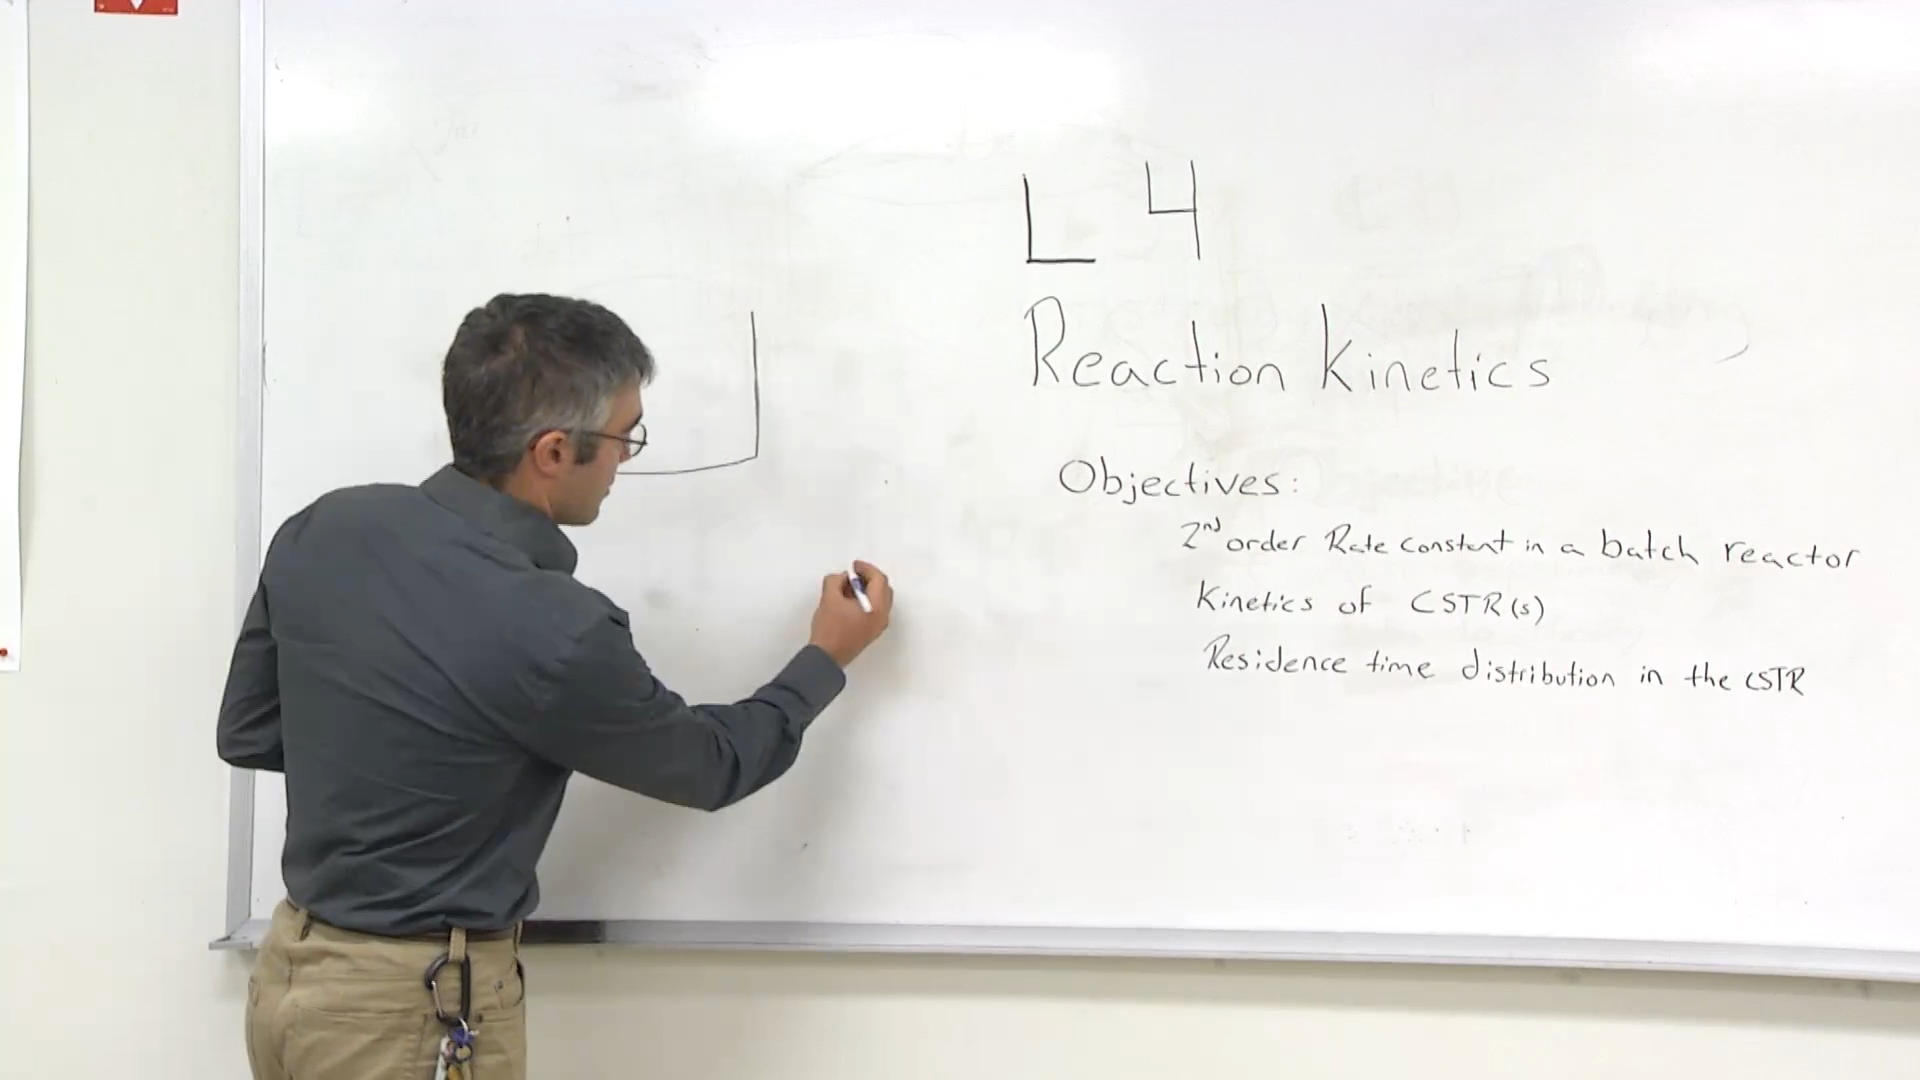 L 4
Reaction Kinetics
Objectives:
2nd order Rate constant in a batch reactor
Kinetics of CSTR(s)
Residence time distribution in the CSTR